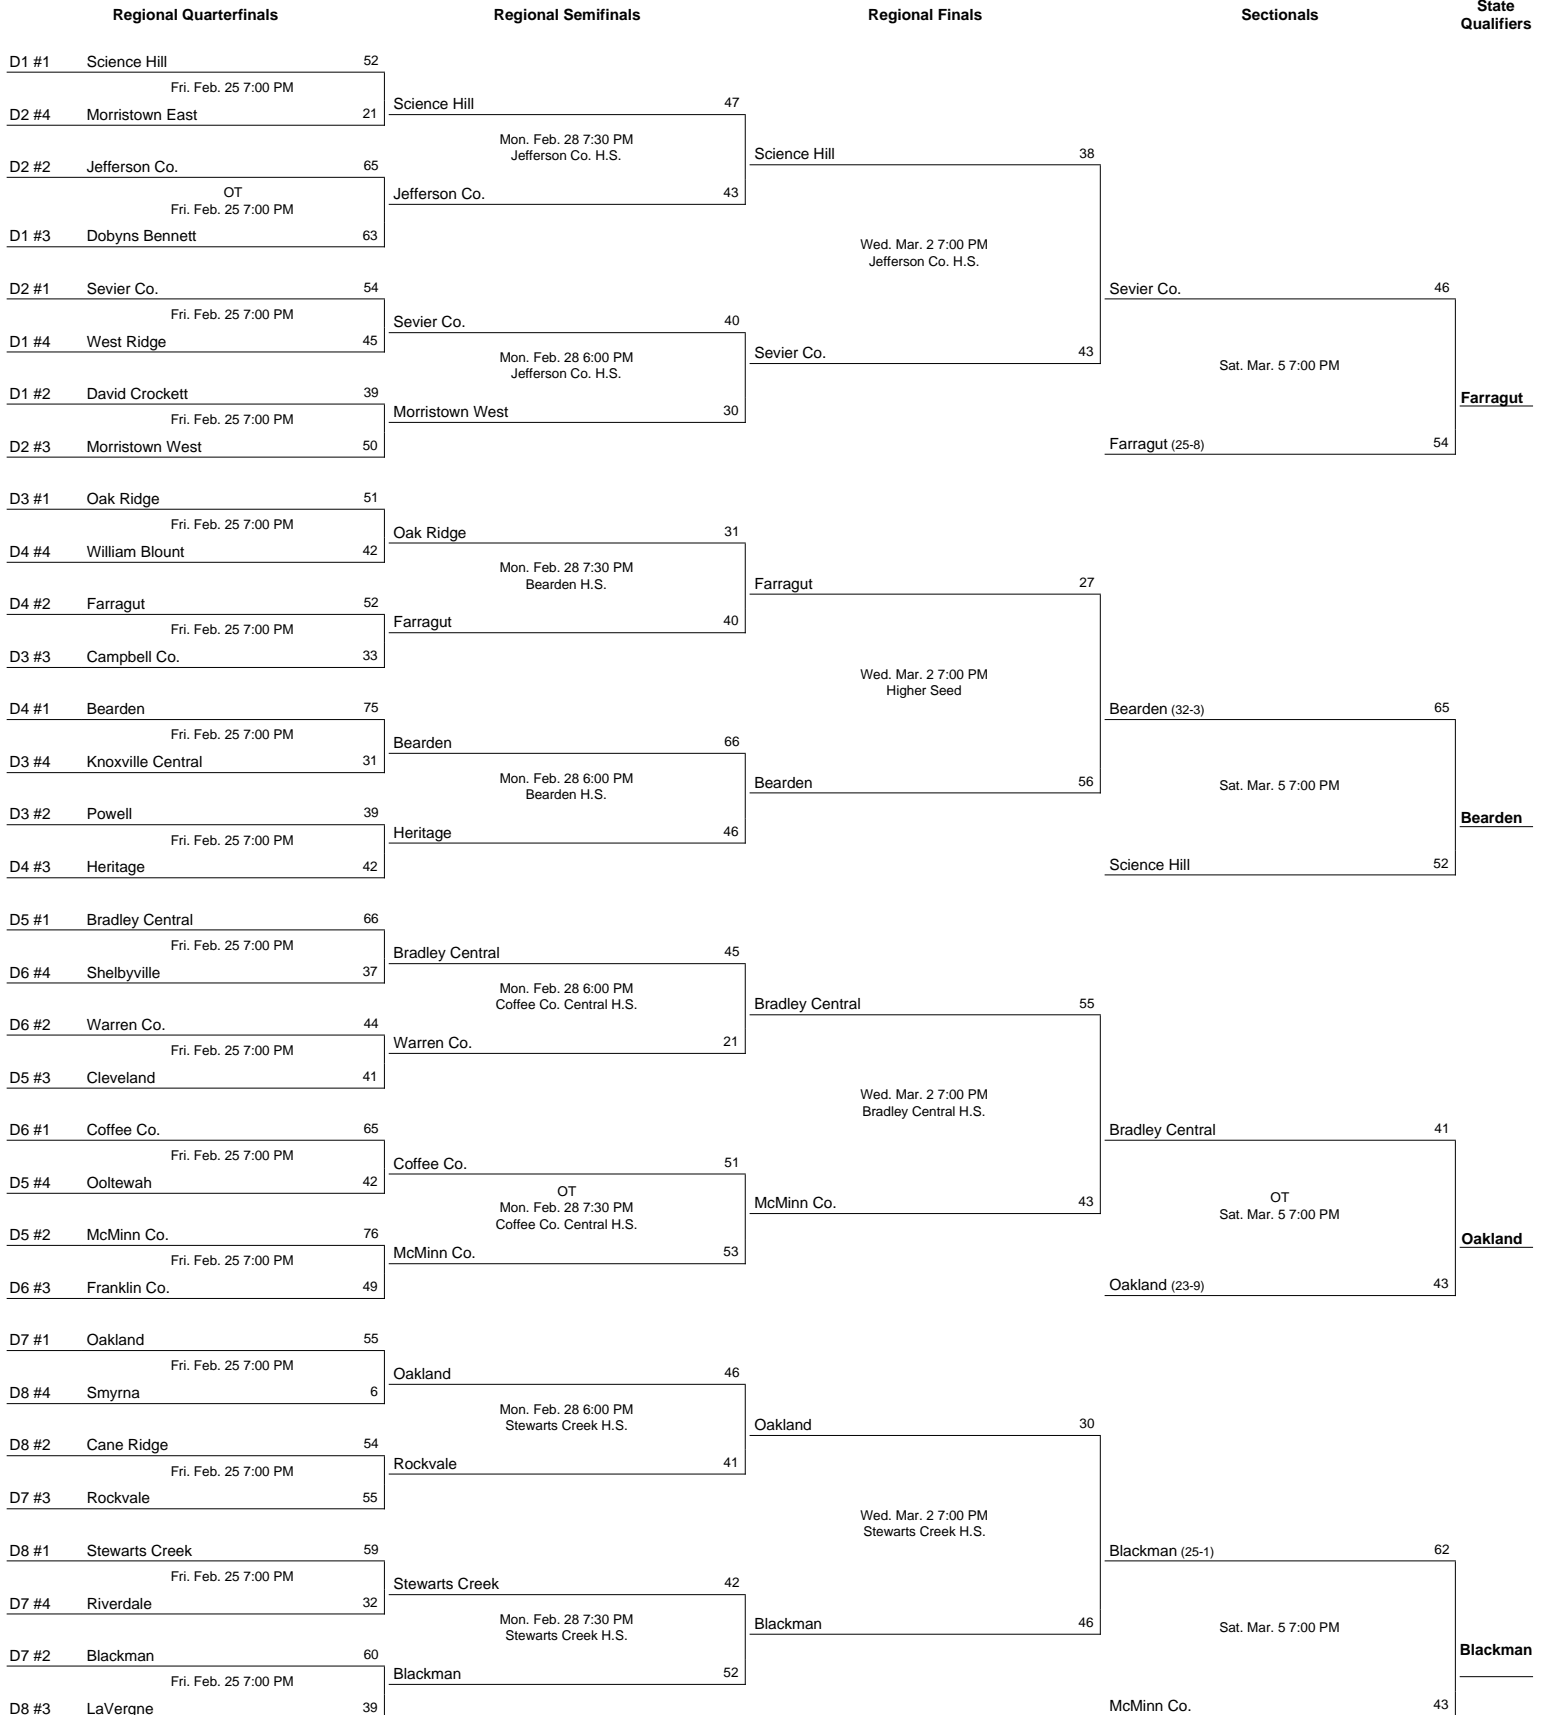 Regional Quarterfinals Regional Semifinals Regional Finals Sectionals State Qualifiers
D1 #1 Science Hill 52
Fri. Feb. 25 7:00 PM
D2 #4 Morristown East 21
D2 #2 Jefferson Co. 65
OT
Fri. Feb. 25 7:00 PM
D1 #3 Dobyns Bennett 63
D2 #1 Sevier Co. 54
Fri. Feb. 25 7:00 PM
D1 #4 West Ridge 45
D1 #2 David Crockett 39
Fri. Feb. 25 7:00 PM
D2 #3 Morristown West 50
D3 #1 Oak Ridge 51
Fri. Feb. 25 7:00 PM
D4 #4 William Blount 42
D4 #2 Farragut 52
Fri. Feb. 25 7:00 PM
D3 #3 Campbell Co. 33
D4 #1 Bearden 75
Fri. Feb. 25 7:00 PM
D3 #4 Knoxville Central 31
D3 #2 Powell 39
Fri. Feb. 25 7:00 PM
D4 #3 Heritage 42
D5 #1 Bradley Central 66
Fri. Feb. 25 7:00 PM
D6 #4 Shelbyville 37
D6 #2 Warren Co. 44
Fri. Feb. 25 7:00 PM
D5 #3 Cleveland 41
D6 #1 Coffee Co. 65
Fri. Feb. 25 7:00 PM
D5 #4 Ooltewah 42
D5 #2 McMinn Co. 76
Fri. Feb. 25 7:00 PM
D6 #3 Franklin Co. 49
D7 #1 Oakland 55
Fri. Feb. 25 7:00 PM
D8 #4 Smyrna 6
D8 #2 Cane Ridge 54
Fri. Feb. 25 7:00 PM
D7 #3 Rockvale 55
D8 #1 Stewarts Creek 59
Fri. Feb. 25 7:00 PM
D7 #4 Riverdale 32
D7 #2 Blackman 60
Fri. Feb. 25 7:00 PM
D8 #3 LaVergne 39
Science Hill 47
Mon. Feb. 28 7:30 PM
Jefferson Co. H.S.
Jefferson Co. 43
Sevier Co. 40
Mon. Feb. 28 6:00 PM
Jefferson Co. H.S.
Morristown West 30
Oak Ridge 31
Mon. Feb. 28 7:30 PM
Bearden H.S.
Farragut 40
Bearden 66
Mon. Feb. 28 6:00 PM
Bearden H.S.
Heritage 46
Bradley Central 45
Mon. Feb. 28 6:00 PM
Coffee Co. Central H.S.
Warren Co. 21
Coffee Co. 51
OT
Mon. Feb. 28 7:30 PM
Coffee Co. Central H.S.
McMinn Co. 53
Oakland 46
Mon. Feb. 28 6:00 PM
Stewarts Creek H.S.
Rockvale 41
Stewarts Creek 42
Mon. Feb. 28 7:30 PM
Stewarts Creek H.S.
Blackman 52
Science Hill 38
Wed. Mar. 2 7:00 PM
Jefferson Co. H.S.
Sevier Co. 43
Farragut 27
Wed. Mar. 2 7:00 PM
Higher Seed
Bearden 56
Bradley Central 55
Wed. Mar. 2 7:00 PM
Bradley Central H.S.
McMinn Co. 43
Oakland 30
Wed. Mar. 2 7:00 PM
Stewarts Creek H.S.
Blackman 46
Sevier Co. 46
Sat. Mar. 5 7:00 PM
Farragut (25-8) 54
Bearden (32-3) 65
Sat. Mar. 5 7:00 PM
Science Hill 52
Bradley Central 41
OT
Sat. Mar. 5 7:00 PM
Oakland (23-9) 43
Blackman (25-1) 62
Sat. Mar. 5 7:00 PM
McMinn Co. 43
Farragut
Bearden
Oakland
Blackman